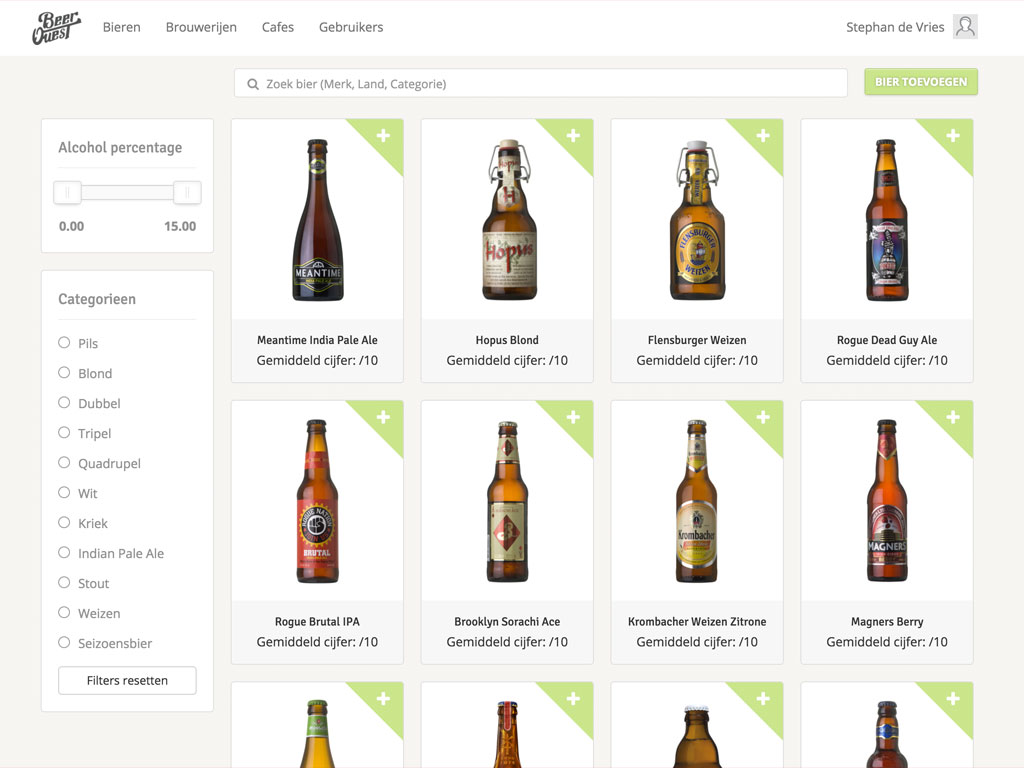 Beer Quest
Bieren Brouwerijen Cafes Gebruikers Stephan de Vries
Zoek bier (Merk, Land, Categorie)
BIER TOEVOEGEN
Alcohol percentage
0.00 15.00
Categorieen
Pils
Blond
Dubbel
Tripel
Quadrupel
Wit
Kriek
Indian Pale Ale
Stout
Weizen
Seizoensbier
Filters resetten
MEANTIME
Hopus
H
Hopus
FLENSBURGER
WEIZEN
Meantime India Pale Ale
Gemiddeld cijfer: /10
Hopus Blond
Gemiddeld cijfer: /10
Flensburger Weizen
Gemiddeld cijfer: /10
Rogue Dead Guy Ale
Gemiddeld cijfer: /10
ROGUE NATION
BRUTAL
Krombacher
MAGNERS
Rogue Brutal IPA
Gemiddeld cijfer: /10
Brooklyn Sorachi Ace
Gemiddeld cijfer: /10
Krombacher Weizen Zitrone
Gemiddeld cijfer: /10
Magners Berry
Gemiddeld cijfer: /10